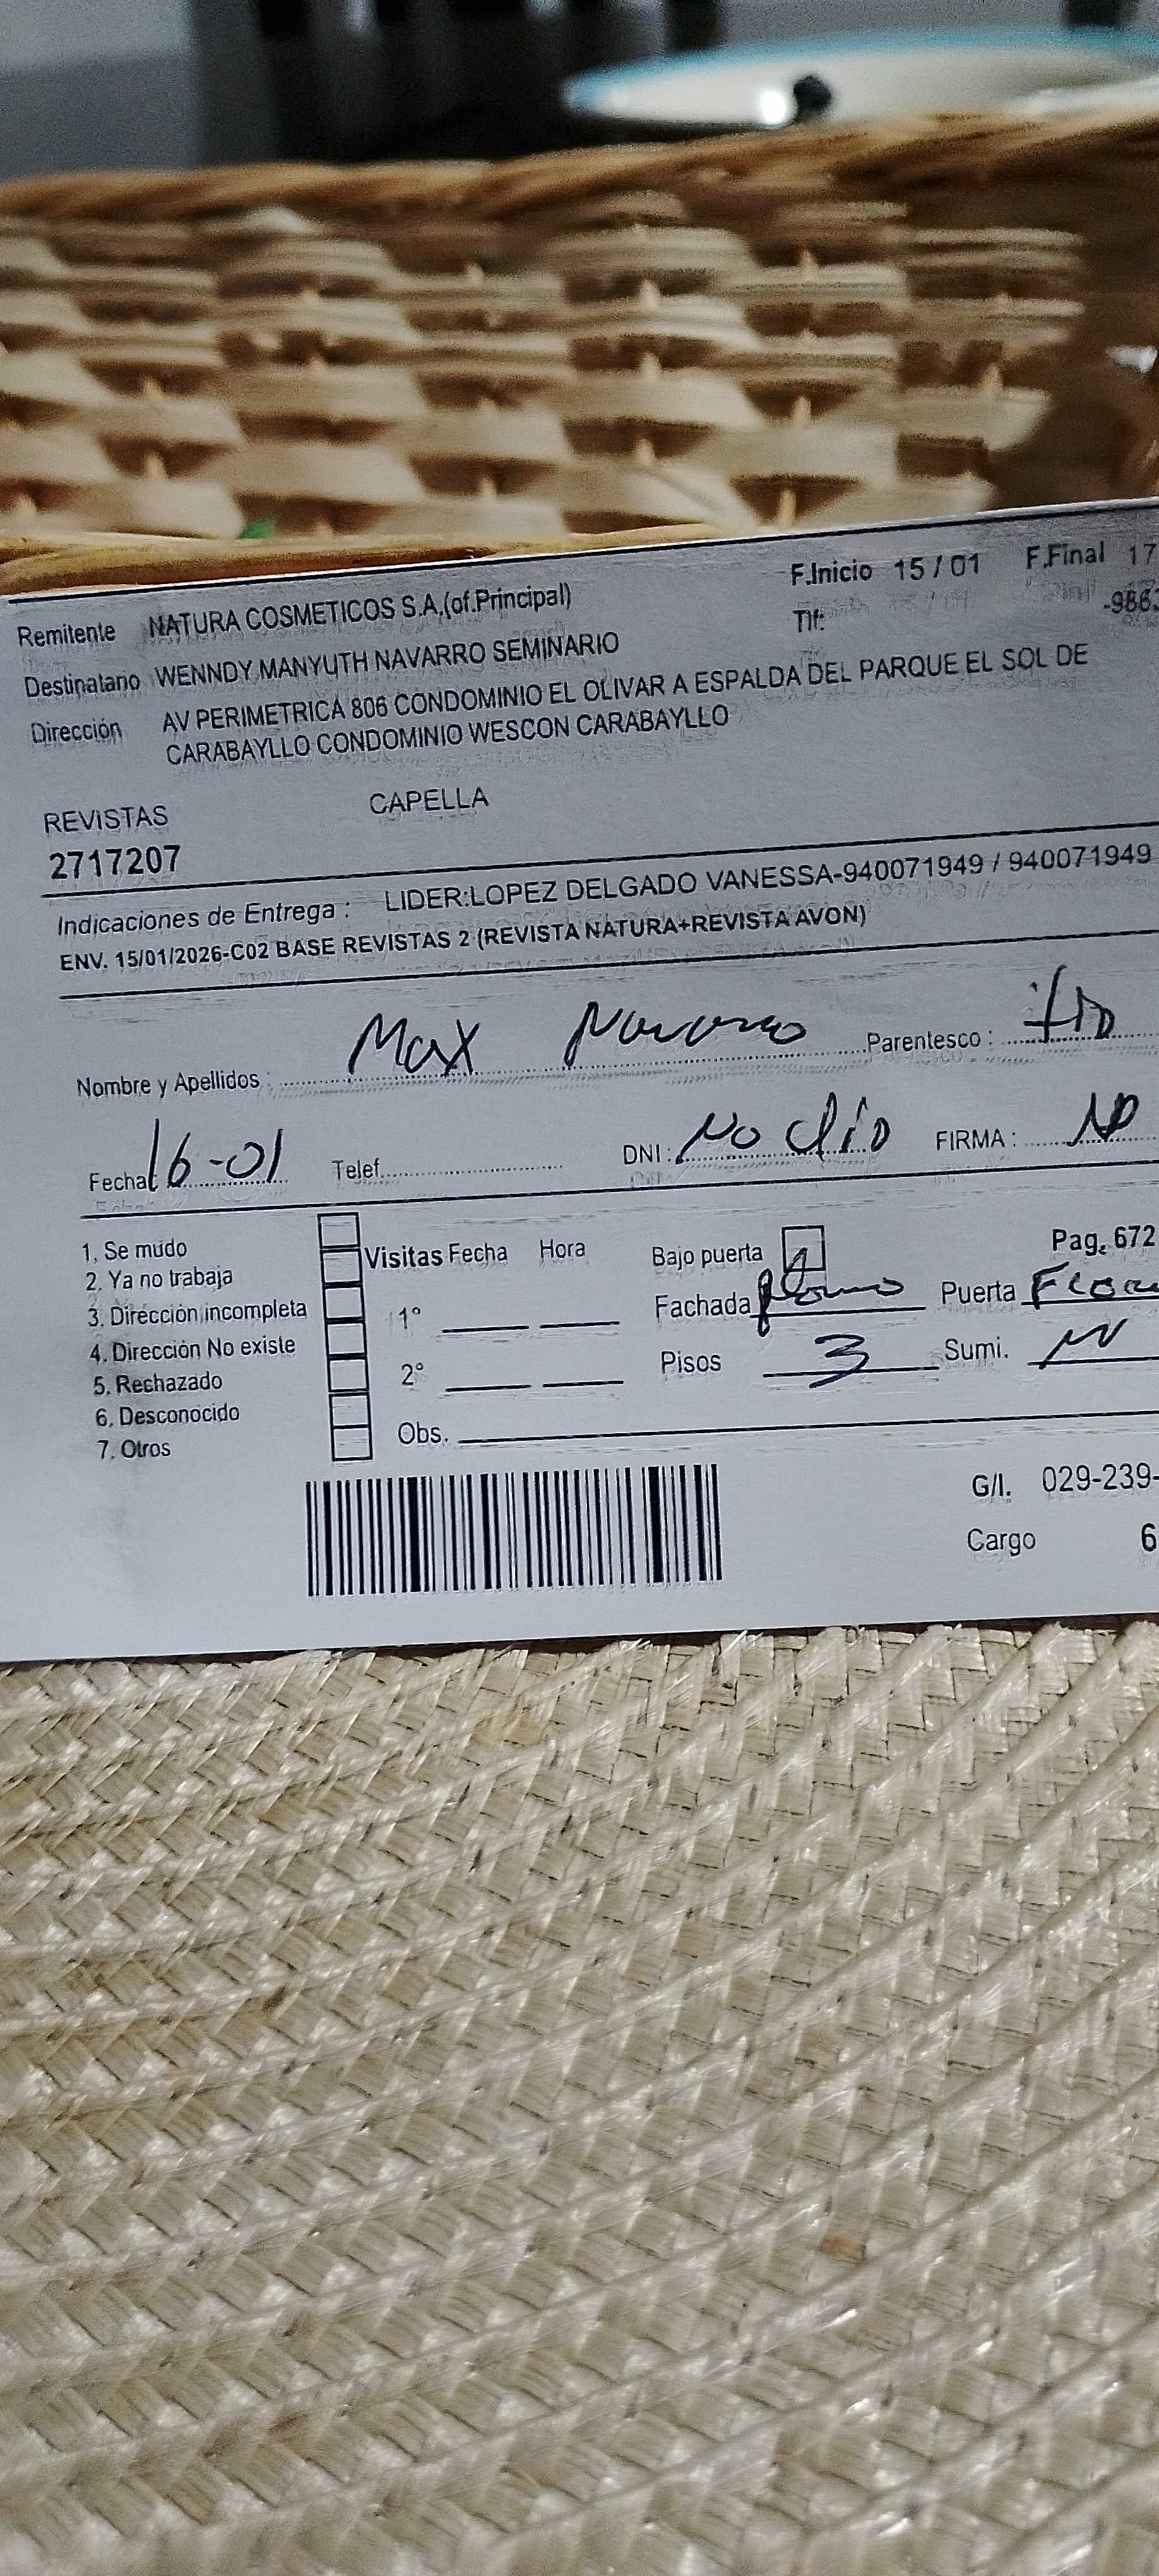 Remitente NATURA COSMETICOS S.A,(of.Principal) F.Inicio 15 / 01 F.Final 17
Destinatario WENNDY MANYUTH NAVARRO SEMINARIO Tlf: -986
Dirección AV PERIMETRICA 806 CONDOMINIO EL OLIVAR A ESPALDA DEL PARQUE EL SOL DE
CARABAYLLO CONDOMINIO WESCON CARABAYLLO
REVISTAS CAPELLA
2717207
Indicaciones de Entrega : LIDER:LOPEZ DELGADO VANESSA-940071949 / 940071949
ENV. 15/01/2026-C02 BASE REVISTAS 2 (REVISTA NATURA+REVISTA AVON)
Nombre y Apellidos : Max Navarro Parentesco :
Fecha 16-01 Telef. DNI : No dio FIRMA :
1. Se mudo
2. Ya no trabaja
3. Dirección incompleta
4. Dirección No existe
5. Rechazado
6. Desconocido
7. Otros
Visitas Fecha Hora
1°
2°
Obs.
Bajo puerta Pag. 672
Fachada Puerta
Pisos 3 Sumi.
G/I. 029-239-
Cargo 6